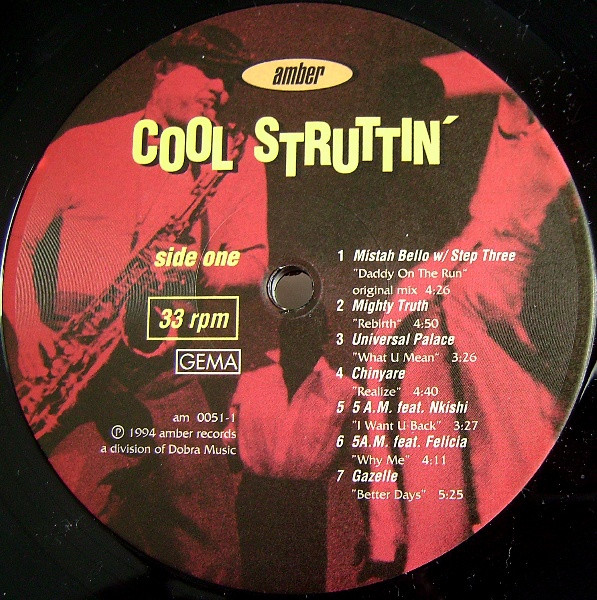 amber
COOL STRUTTIN´
side one
33 rpm
GEMA
am 0051-1
℗ 1994 amber records
a division of Dobra Music
1 Mistah Bello w/ Step Three
"Daddy On The Run"
original mix 4:26
2 Mighty Truth
"Rebirth" 4:50
3 Universal Palace
"What U Mean" 3:26
4 Chinyare
"Realize" 4:40
5 5 A.M. feat. Nkishi
"I Want U Back" 3:27
6 5A.M. feat. Felicia
"Why Me" 4:11
7 Gazelle
"Better Days" 5:25